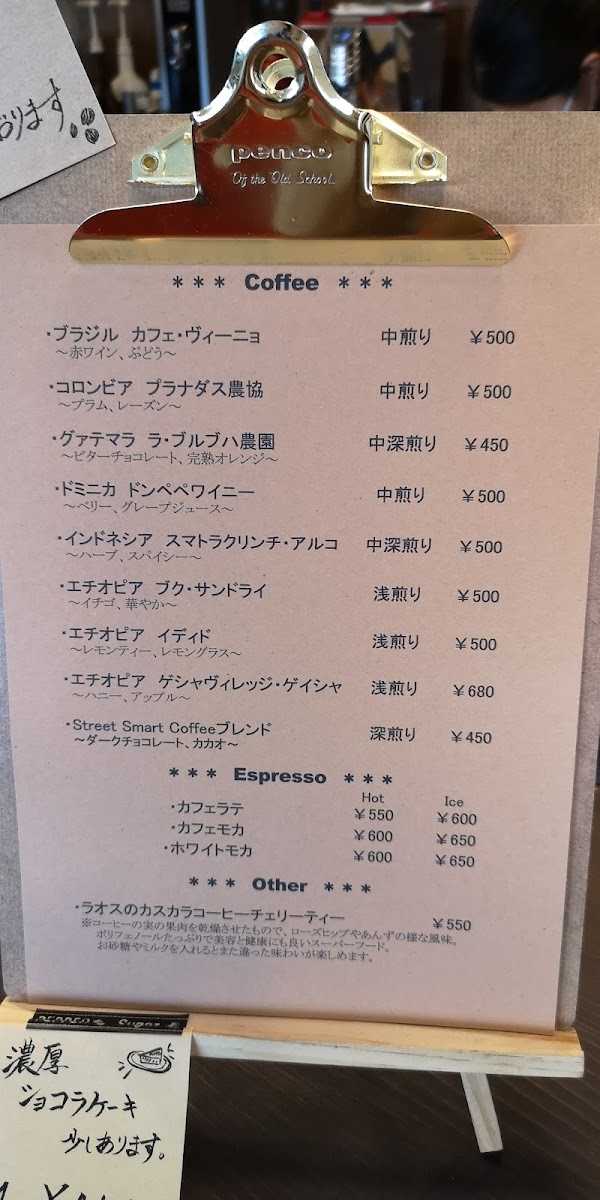 おります
penco
Of the Old School
*** Coffee ***
・ブラジル カフェ・ヴィーニョ 中煎り ￥500
～赤ワイン、ぶどう～
・コロンビア プラナダス農協 中煎り ￥500
～プラム、レーズン～
・グァテマラ ラ・ブルブハ農園 中深煎り ￥450
～ビターチョコレート、完熟オレンジ～
・ドミニカ ドンペペワイニー 中煎り ￥500
～ベリー、グレープジュース～
・インドネシア スマトラクリンチ・アルコ 中深煎り ￥500
～ハーブ、スパイシー～
・エチオピア ブク・サンドライ 浅煎り ￥500
～イチゴ、華やか～
・エチオピア イディド 浅煎り ￥500
～レモンティー、レモングラス～
・エチオピア ゲシャヴィレッジ・ゲイシャ 浅煎り ￥680
～ハニー、アップル～
・Street Smart Coffeeブレンド 深煎り ￥450
～ダークチョコレート、カカオ～
*** Espresso ***
Hot Ice
・カフェラテ ￥550 ￥600
・カフェモカ ￥600 ￥650
・ホワイトモカ ￥600 ￥650
*** Other ***
・ラオスのカスカラコーヒーチェリーティー ￥550
※コーヒーの実の果肉を乾燥させたもので、ローズヒップやあんずの様な風味。
ポリフェノールたっぷりで美容と健康にも良いスーパーフード。
お砂糖やミルクを入れるとまた違った味わいが楽しめます。
濃厚
ショコラケーキ
少しあります。